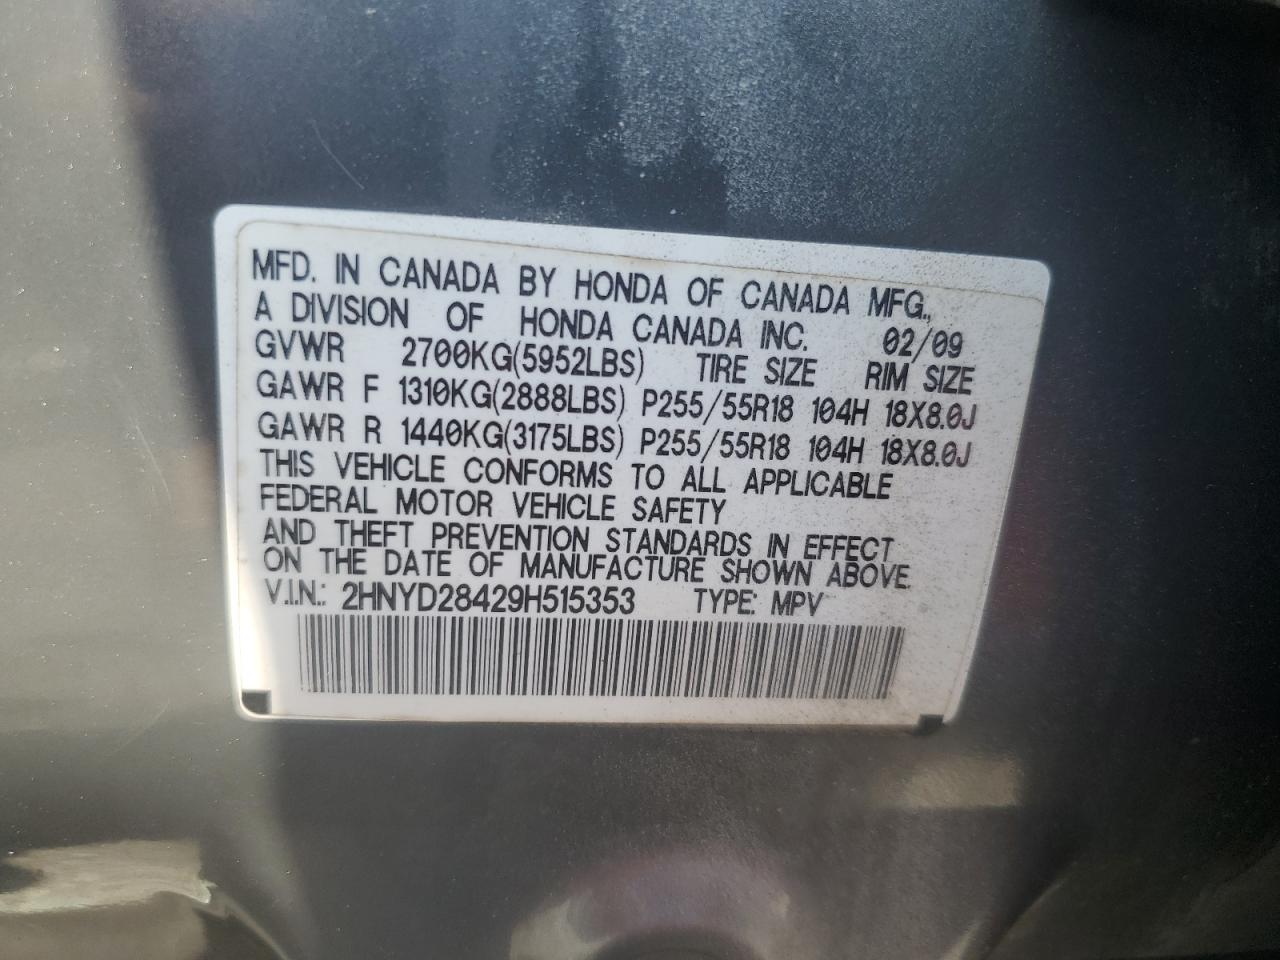 MFD. IN CANADA BY HONDA OF CANADA MFG.,
A DIVISION OF HONDA CANADA INC. 02/09
GVWR 2700KG(5952LBS) TIRE SIZE RIM SIZE
GAWR F 1310KG(2888LBS) P255/55R18 104H 18X8.0J
GAWR R 1440KG(3175LBS) P255/55R18 104H 18X8.0J
THIS VEHICLE CONFORMS TO ALL APPLICABLE
FEDERAL MOTOR VEHICLE SAFETY
AND THEFT PREVENTION STANDARDS IN EFFECT
ON THE DATE OF MANUFACTURE SHOWN ABOVE.
V.I.N.: 2HNYD28429H515353 TYPE: MPV